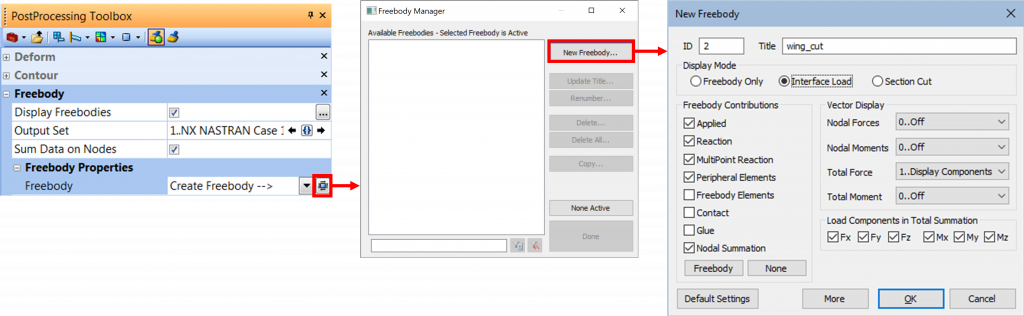 PostProcessing Toolbox
Deform
Contour
Freebody
Display Freebodies
...
Output Set 1..NX NASTRAN Case 1
Sum Data on Nodes
Freebody Properties
Freebody Create Freebody -->
Freebody Manager
Available Freebodies - Selected Freebody is Active
New Freebody...
Update Title...
Renumber...
Delete...
Delete All...
Copy...
None Active
Done
New Freebody
ID 2 Title wing_cut
Display Mode
Freebody Only Interface Load Section Cut
Freebody Contributions
Applied
Reaction
MultiPoint Reaction
Peripheral Elements
Freebody Elements
Contact
Glue
Nodal Summation
Freebody None
Vector Display
Nodal Forces 0..Off
Nodal Moments 0..Off
Total Force 1..Display Components
Total Moment 0..Off
Load Components in Total Summation
Fx Fy Fz Mx My Mz
Default Settings More OK Cancel